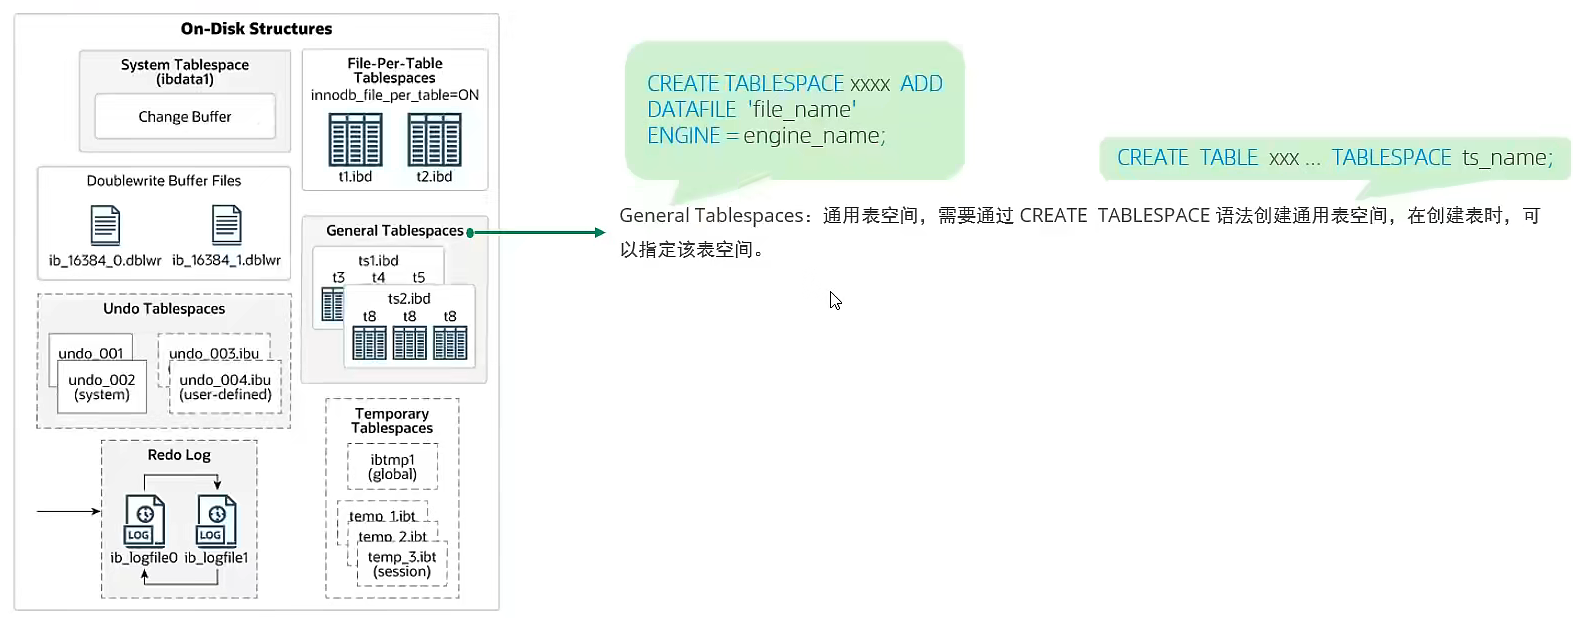 On-Disk Structures
System Tablespace
(ibdata1)
Change Buffer
File-Per-Table
Tablespaces
innodb_file_per_table=ON
t1.ibd
t2.ibd
Doublewrite Buffer Files
ib_16384_0.dblwr
ib_16384_1.dblwr
General Tablespaces
ts1.ibd
t3 t4 t5
ts2.ibd
t8 t8 t8
Undo Tablespaces
undo_001
undo_002
(system)
undo_003.ibu
undo_004.ibu
(user-defined)
Temporary
Tablespaces
ibtmp1
(global)
temp_1.ibt
temp_2.ibt
temp_3.ibt
(session)
Redo Log
LOG
LOG
ib_logfile0
ib_logfile1
CREATE TABLESPACE xxxx ADD
DATAFILE 'file_name'
ENGINE = engine_name;
CREATE TABLE xxx ... TABLESPACE ts_name;
General Tablespaces：通用表空间，需要通过 CREATE TABLESPACE 语法创建通用表空间，在创建表时，可
以指定该表空间。